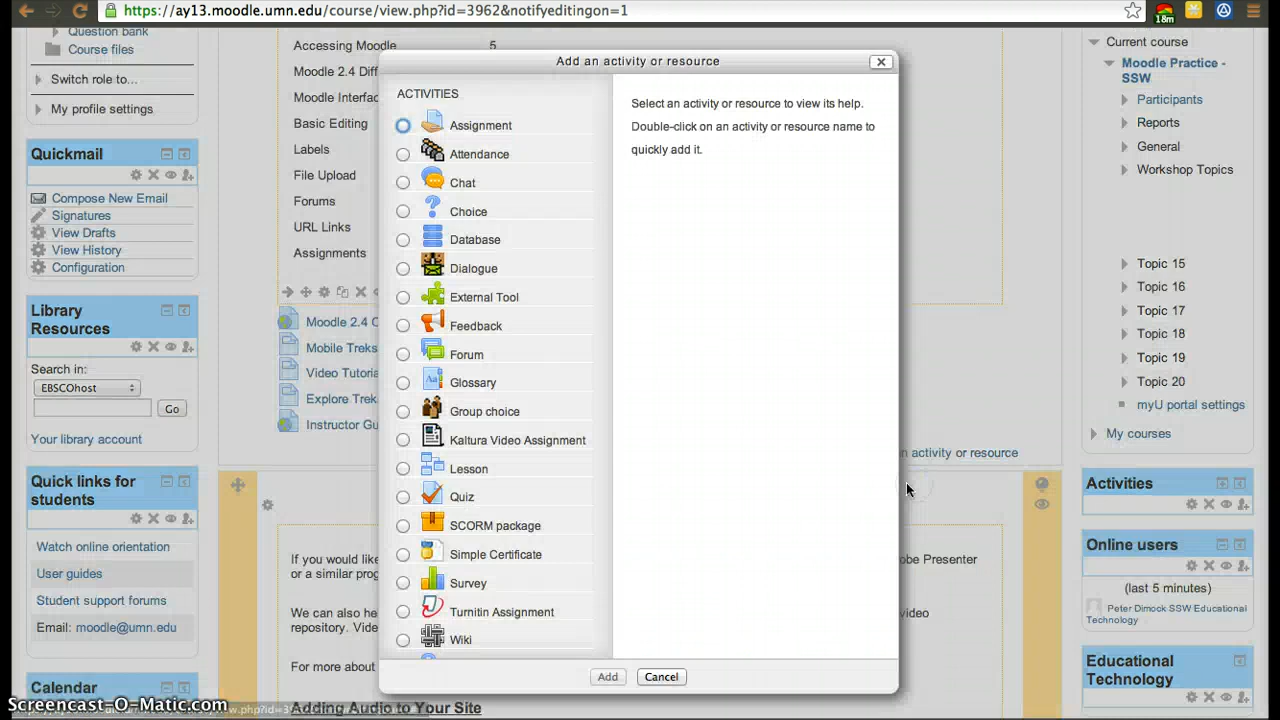 https://ay13.moodle.umn.edu/course/view.php?id=3962&notifyeditingon=1
18m
Question bank
Course files
Switch role to...
My profile settings
Quickmail
Compose New Email
Signatures
View Drafts
View History
Configuration
Library
Resources
Search in:
EBSCOhost
Go
Your library account
Quick links for
students
Watch online orientation
User guides
Student support forums
Email: moodle@umn.edu
Calendar
Accessing Moodle 5
Moodle 2.4 Diff
Moodle Interfac
Basic Editing
Labels
File Upload
Forums
URL Links
Assignments
Moodle 2.4 C
Mobile Treks
Video Tutoria
Explore Trek
Instructor Gu
If you would like
or a similar prog
We can also he
repository. Vide
For more about
Adding Audio to Your Site
Add an activity or resource
ACTIVITIES
Assignment
Attendance
Chat
Choice
Database
Dialogue
External Tool
Feedback
Forum
Glossary
Group choice
Kaltura Video Assignment
Lesson
Quiz
SCORM package
Simple Certificate
Survey
Turnitin Assignment
Wiki
Select an activity or resource to view its help.
Double-click on an activity or resource name to
quickly add it.
Add
Cancel
n activity or resource
obe Presenter
video
Current course
Moodle Practice -
SSW
Participants
Reports
General
Workshop Topics
Topic 15
Topic 16
Topic 17
Topic 18
Topic 19
Topic 20
myU portal settings
My courses
Activities
Online users
(last 5 minutes)
Peter Dimock SSW Educational
Technology
Educational
Technology
Screencast-O-Matic.com